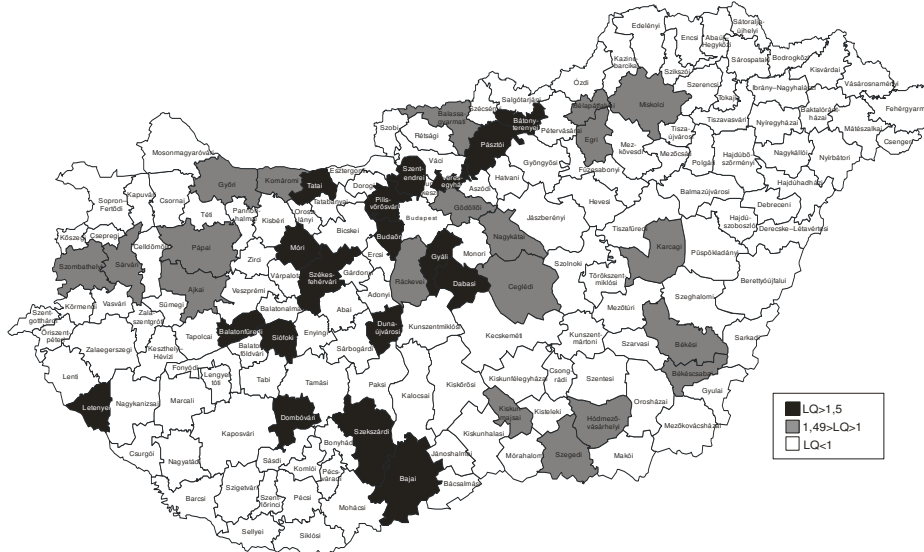 Edelényi
Sátoralja-
újhelyi
Encsi
Abaúj-
Hegyközi
Kazinc-
barcikai
Szikszói
Sárospataki
Bodrogközi
Kisvárdai
Ózdi
Miskolci
Szerencsi
Tokaji
Ibrány–Nagyhalászi
Vásárosnaményi
Fehérgyarmati
Baktalóránt-
házai
Mátészalkai
Csengeri
Nyírbátori
Nagykállói
Nyíregyházai
Tiszavasvári
Tisza-
újvárosi
Mezőcsáti
Polgári
Hajdúbö-
szörményi
Hajdúhadházi
Balmazújvárosi
Debreceni
Hajdú-
szoboszlói
Derecske–Létavértesi
Püspökladányi
Berettyóújfalui
Salgótarjáni
Szécsényi
Balassa-
gyarmati
Bátony-
terenyei
Bélapátfalvai
Pétervásárai
Egri
Mező-
kövesdi
Füzesabonyi
Hevesi
Gyöngyösi
Hatvani
Pásztói
Szobi
Rétsági
Váci
Aszódi
Szent-
endrei
Gödöllői
Budapest
Pilis-
vörösvári
Budaörsi
Gyáli
Monori
Nagykátai
Dabasi
Ceglédi
Ráckevei
Jászberényi
Szolnoki
Tiszafüredi
Karcagi
Törökszent-
miklósi
Mezőtúri
Kunszent-
mártoni
Szeghalomi
Szarvasi
Békési
Békéscsabai
Sarkadi
Gyulai
Orosházai
Mezőkovácsházai
Mosonmagyaróvári
Győri
Komáromi
Tatai
Esztergomi
Dorogi
Tatabányai
Orosz-
lányi
Kisbéri
Pannon-
halmai
Téti
Csornai
Kapuvári
Sopron–
Fertődi
Kőszegi
Csepregi
Celldömölki
Pápai
Zirci
Móri
Bicskei
Ercsi
Szombathelyi
Sárvári
Ajkai
Várpalotai
Székes-
fehérvári
Gárdonyi
Adonyi
Veszprémi
Balatonalmádi
Abai
Enyingi
Sárbogárdi
Duna-
újvárosi
Kunszentmiklósi
Kecskeméti
Szent-
gotthárdi
Körmendi
Vasvári
Zala-
szentgróti
Sümegi
Tapolcai
Balatonfüredi
Siófoki
Őriszent-
péteri
Zalaegerszegi
Keszthely–
Hévízi
Fonyódi
Lengyel-
tóti
Lenti
Letenyei
Nagykanizsai
Marcali
Tabi
Tamási
Paksi
Kalocsai
Kiskőrösi
Kiskunfélegyházai
Csong-
rádi
Szentesi
Kaposvári
Dombóvári
Szekszárdi
Bonyhádi
Csurgói
Nagyatádi
Sásdi
Komlói
Pécs-
váradi
Bajai
Jánoshalmai
Bácsalmási
Kiskunhalasi
Kiskun-
majsai
Kisteleki
Hódmező-
vásárhelyi
Mórahalomi
Szegedi
Makói
Barcsi
Szigetvári
Szent-
lőrinci
Pécsi
Mohácsi
Sellyei
Siklósi
LQ>1,5
1,49>LQ>1
LQ<1